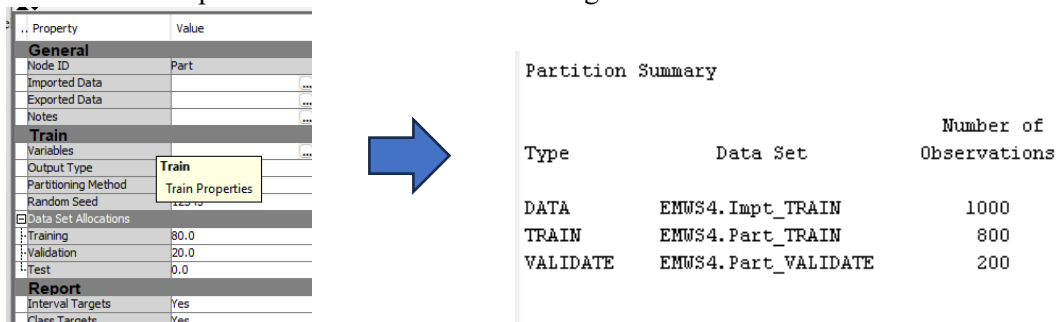 Property Value
General
Node ID Part
Imported Data ...
Exported Data ...
Notes ...
Train
Variables ...
Output Type
Partitioning Method
Random Seed
Train
Train Properties
Data Set Allocations
Training 80.0
Validation 20.0
Test 0.0
Report
Interval Targets Yes
Class Targets Yes
Partition Summary
Number of
Type Data Set Observations
DATA EMWS4.Impt_TRAIN 1000
TRAIN EMWS4.Part_TRAIN 800
VALIDATE EMWS4.Part_VALIDATE 200